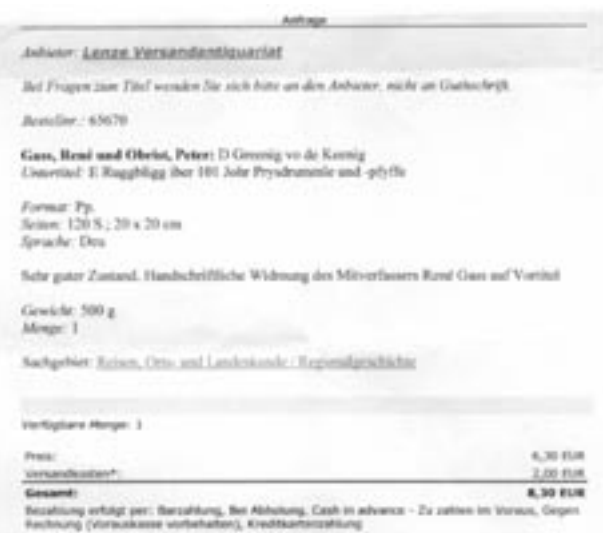 Anfrage
Anbieter: Lenze Versandantiquariat
Bei Fragen zum Titel wenden Sie sich bitte an den Anbieter, nicht an Gutschrift.
Bestellnr.: 65670
Gass, René und Obrist, Peter: D Greenig vo de Keenig
Untertitel: E Ruggbligg iber 101 Johr Prysdrummle und -pfyffe
Format: Pp.
Seiten: 120 S.; 20 x 20 cm
Sprache: Deu
Sehr guter Zustand. Handschriftliche Widmung des Mitverfassers René Gass auf Vortitel
Gewicht: 500 g
Menge: 1
Sachgebiet: Reisen, Orts- und Landeskunde / Regionalgeschichte
Verfügbare Menge: 1
Preis: 6,30 EUR
Versandkosten*: 2,00 EUR
Gesamt: 8,30 EUR
Bezahlung erfolgt per: Barzahlung, Bei Abholung, Cash in advance - Zu zahlen im Voraus, Gegen
Rechnung (Vorauskasse vorbehalten), Kreditkartenzahlung